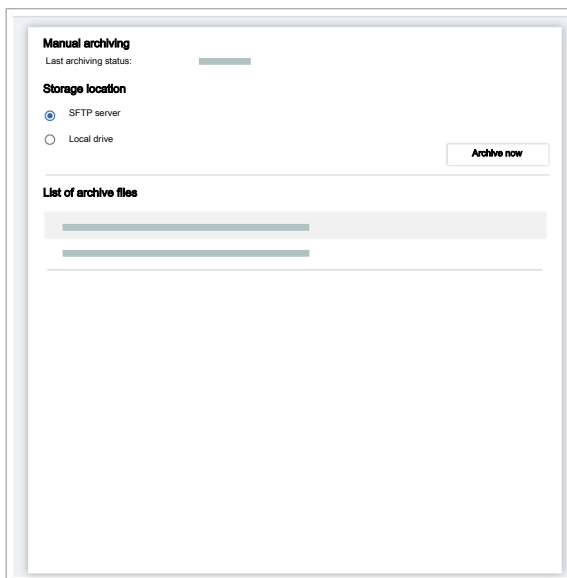 Manual archiving
Last archiving status:
Storage location
SFTP server
Local drive
Archive now
List of archive files